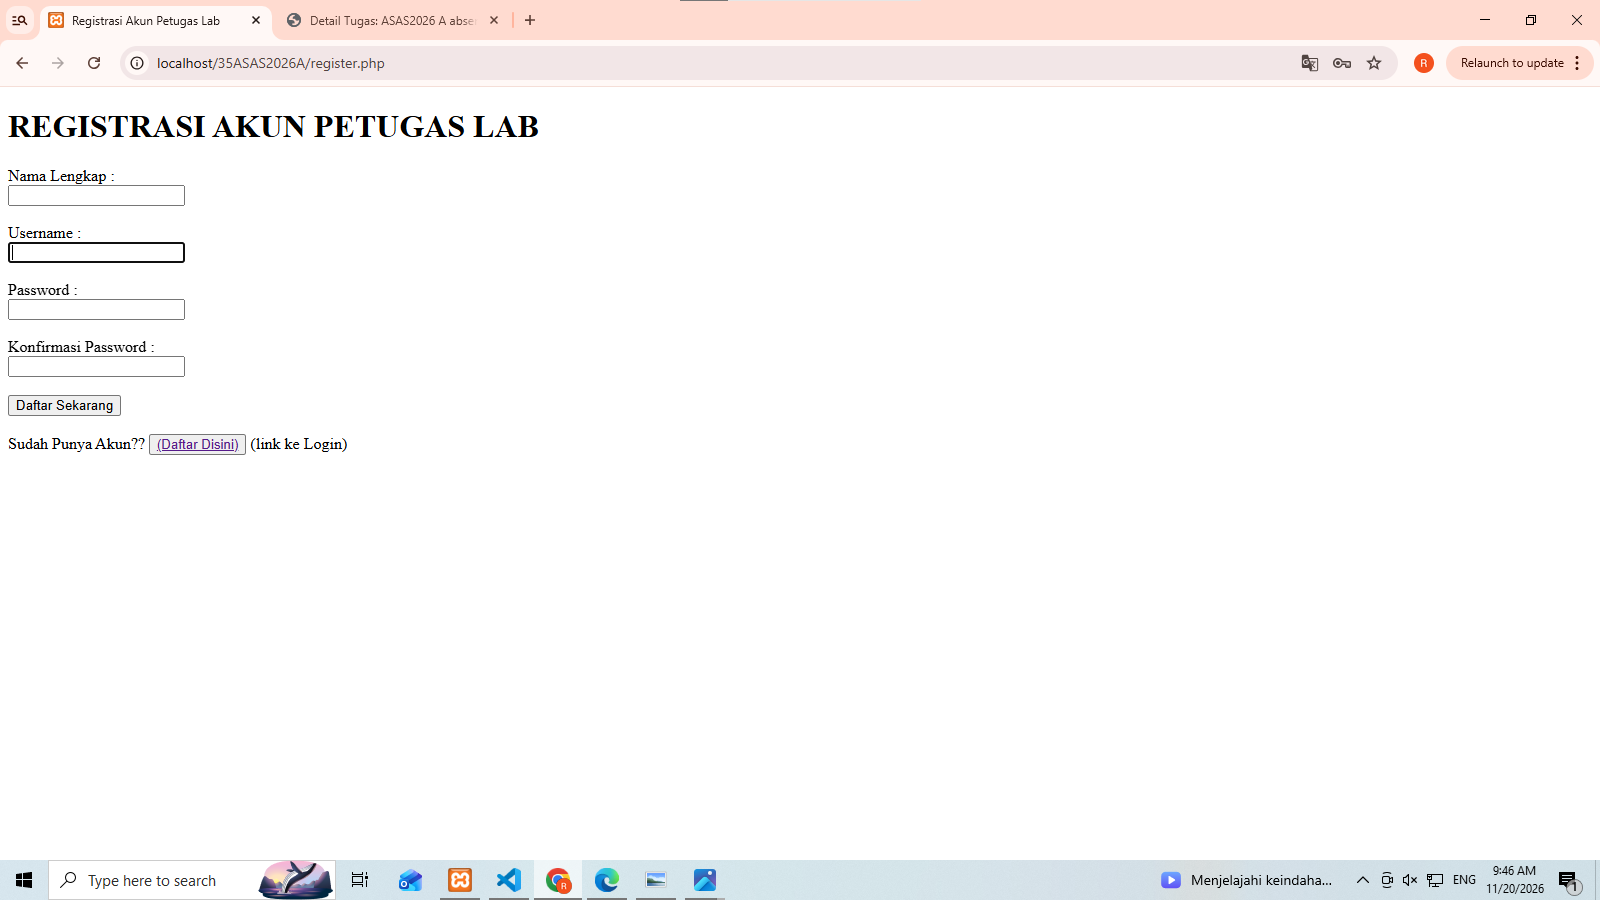 Registrasi Akun Petugas Lab
Detail Tugas: ASAS2026 A absen
localhost/35ASAS2026A/register.php
R
Relaunch to update
REGISTRASI AKUN PETUGAS LAB
Nama Lengkap :
Username :
Password :
Konfirmasi Password :
Daftar Sekarang
Sudah Punya Akun?? (Daftar Disini) (link ke Login)
Type here to search
R
Menjelajahi keindaha...
ENG
9:46 AM
11/20/2026
1